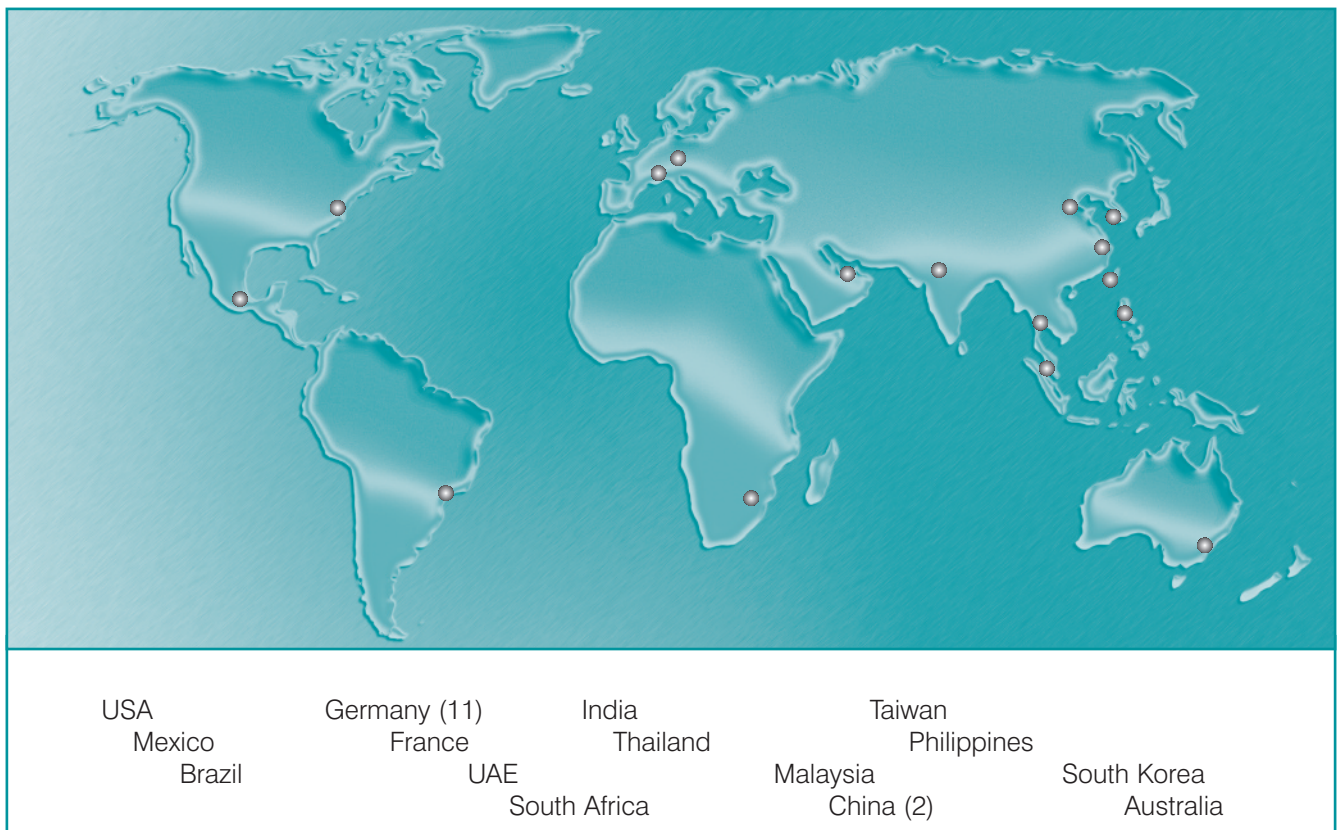 USA Germany (11) India Taiwan
Mexico France Thailand Philippines
Brazil UAE Malaysia South Korea
South Africa China (2) Australia